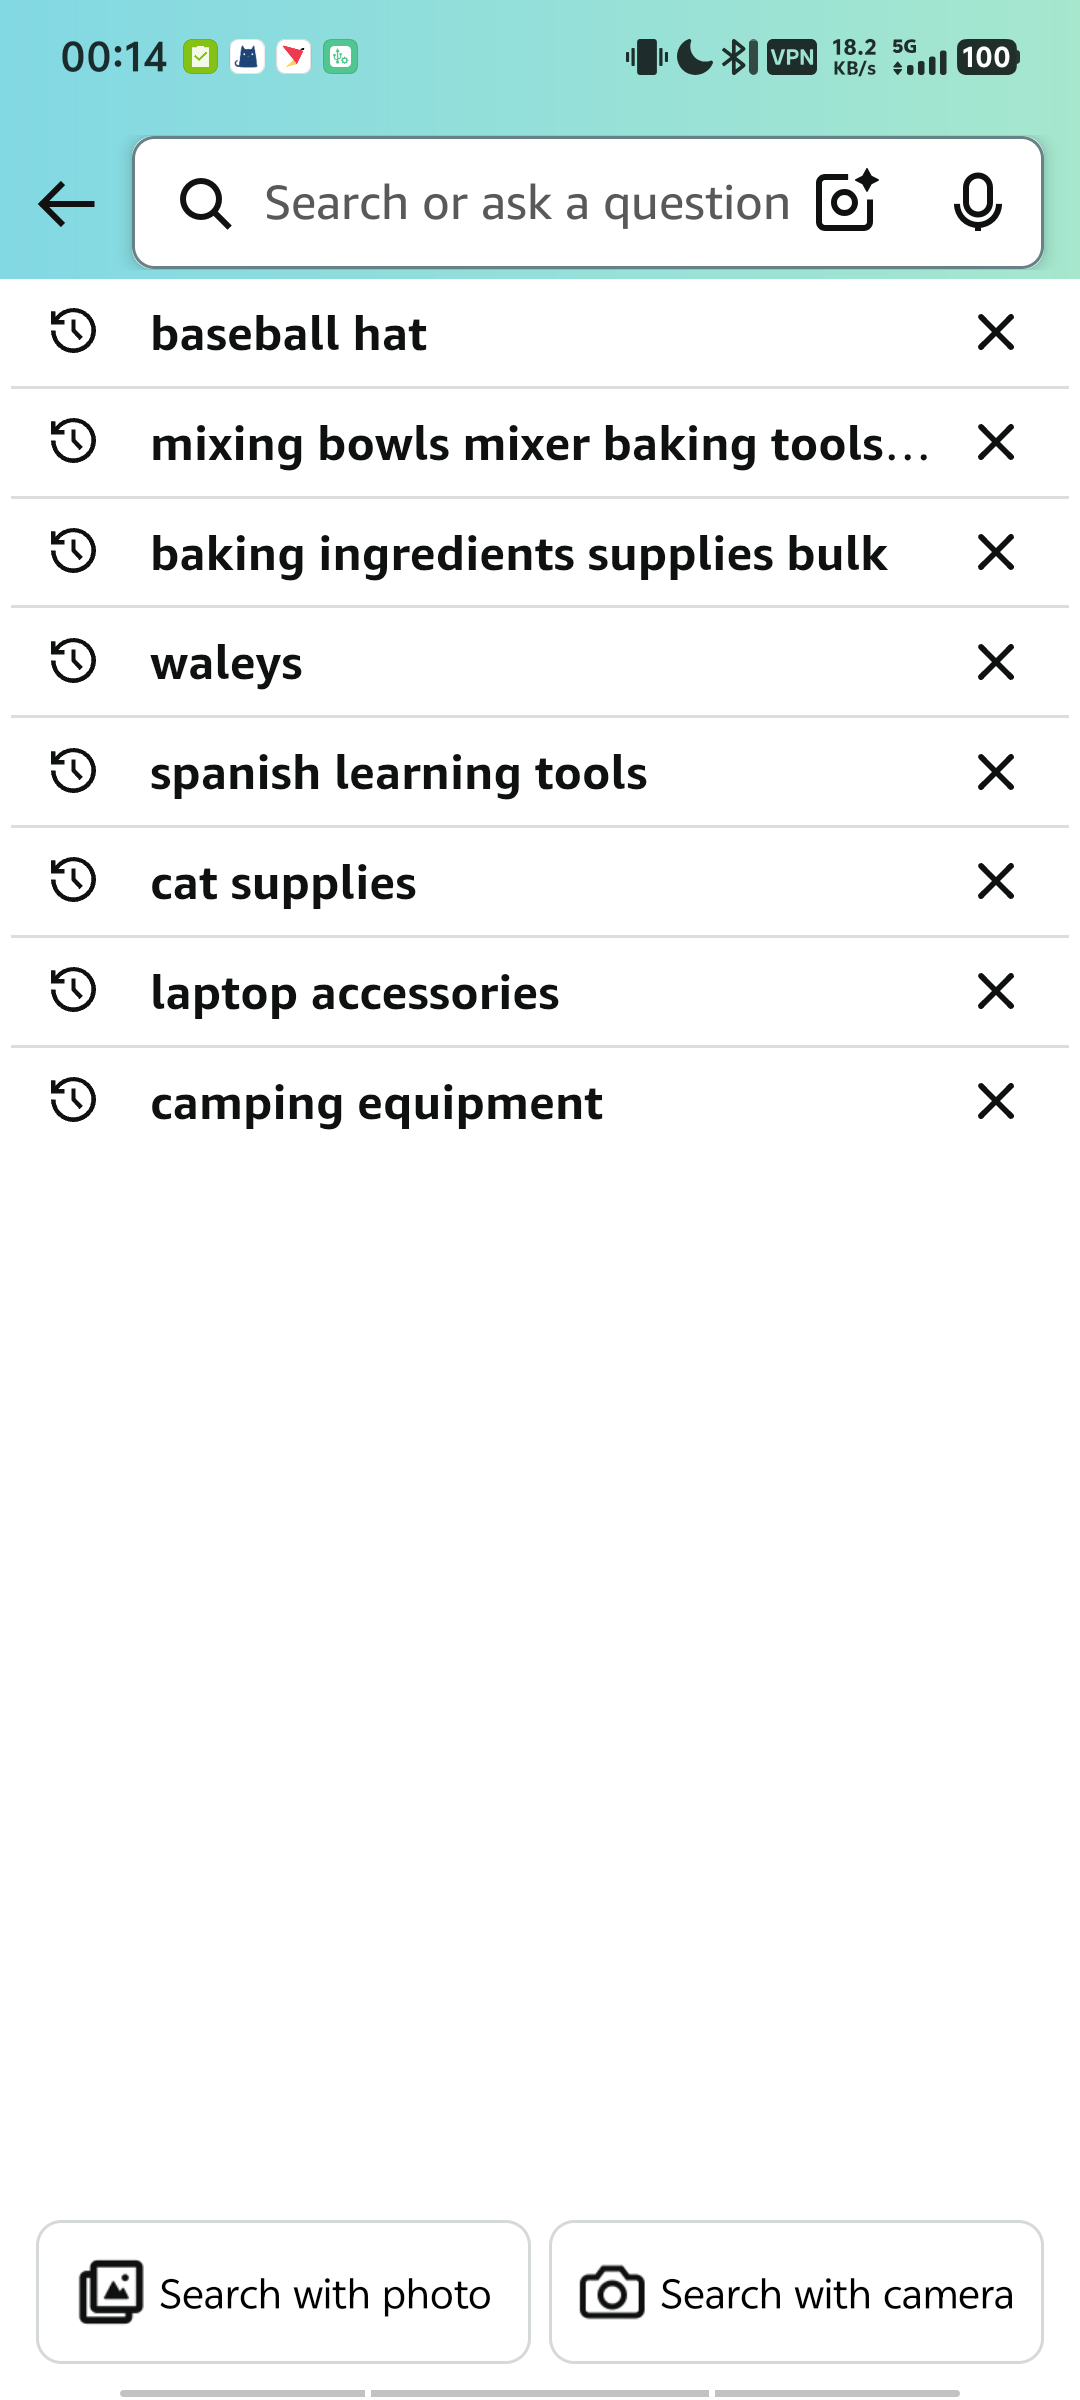 00:14
VPN
18.2
KB/s
5G
100
Search or ask a question
baseball hat
mixing bowls mixer baking tools...
baking ingredients supplies bulk
waleys
spanish learning tools
cat supplies
laptop accessories
camping equipment
Search with photo
Search with camera